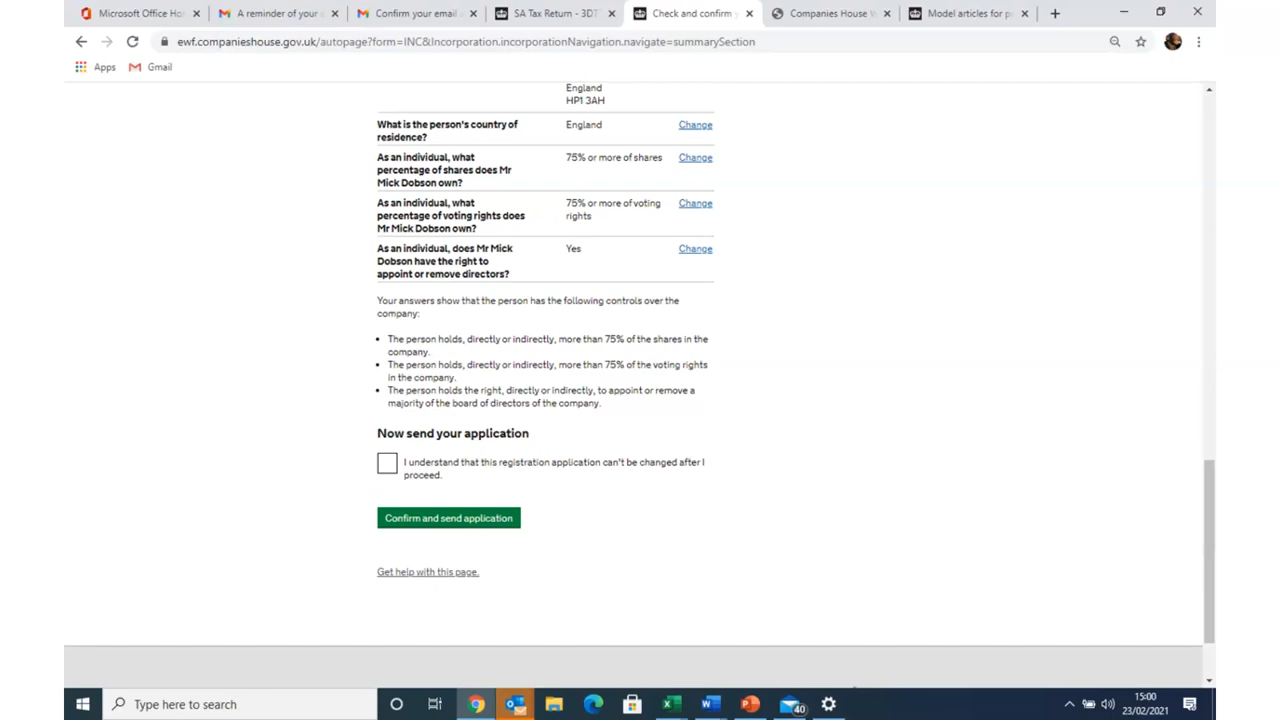 Microsoft Office Ho
A reminder of your
Confirm your email
SA Tax Return - 3DT
Check and confirm
Companies House
Model articles for
ewf.companieshouse.gov.uk/autopage?form=INC&Incorporation.incorporationNavigation.navigate=summarySection
Apps
Gmail
England
HP1 3AH
What is the person's country of
residence?
England
Change
As an individual, what
percentage of shares does Mr
Mick Dobson own?
75% or more of shares
Change
As an individual, what
percentage of voting rights does
Mr Mick Dobson own?
75% or more of voting
rights
Change
As an individual, does Mr Mick
Dobson have the right to
appoint or remove directors?
Yes
Change
Your answers show that the person has the following controls over the
company:
• The person holds, directly or indirectly, more than 75% of the shares in the
company.
• The person holds, directly or indirectly, more than 75% of the voting rights
in the company.
• The person holds the right, directly or indirectly, to appoint or remove a
majority of the board of directors of the company.
Now send your application
I understand that this registration application can't be changed after I
proceed.
Confirm and send application
Get help with this page.
Type here to search
40
15:00
23/02/2021